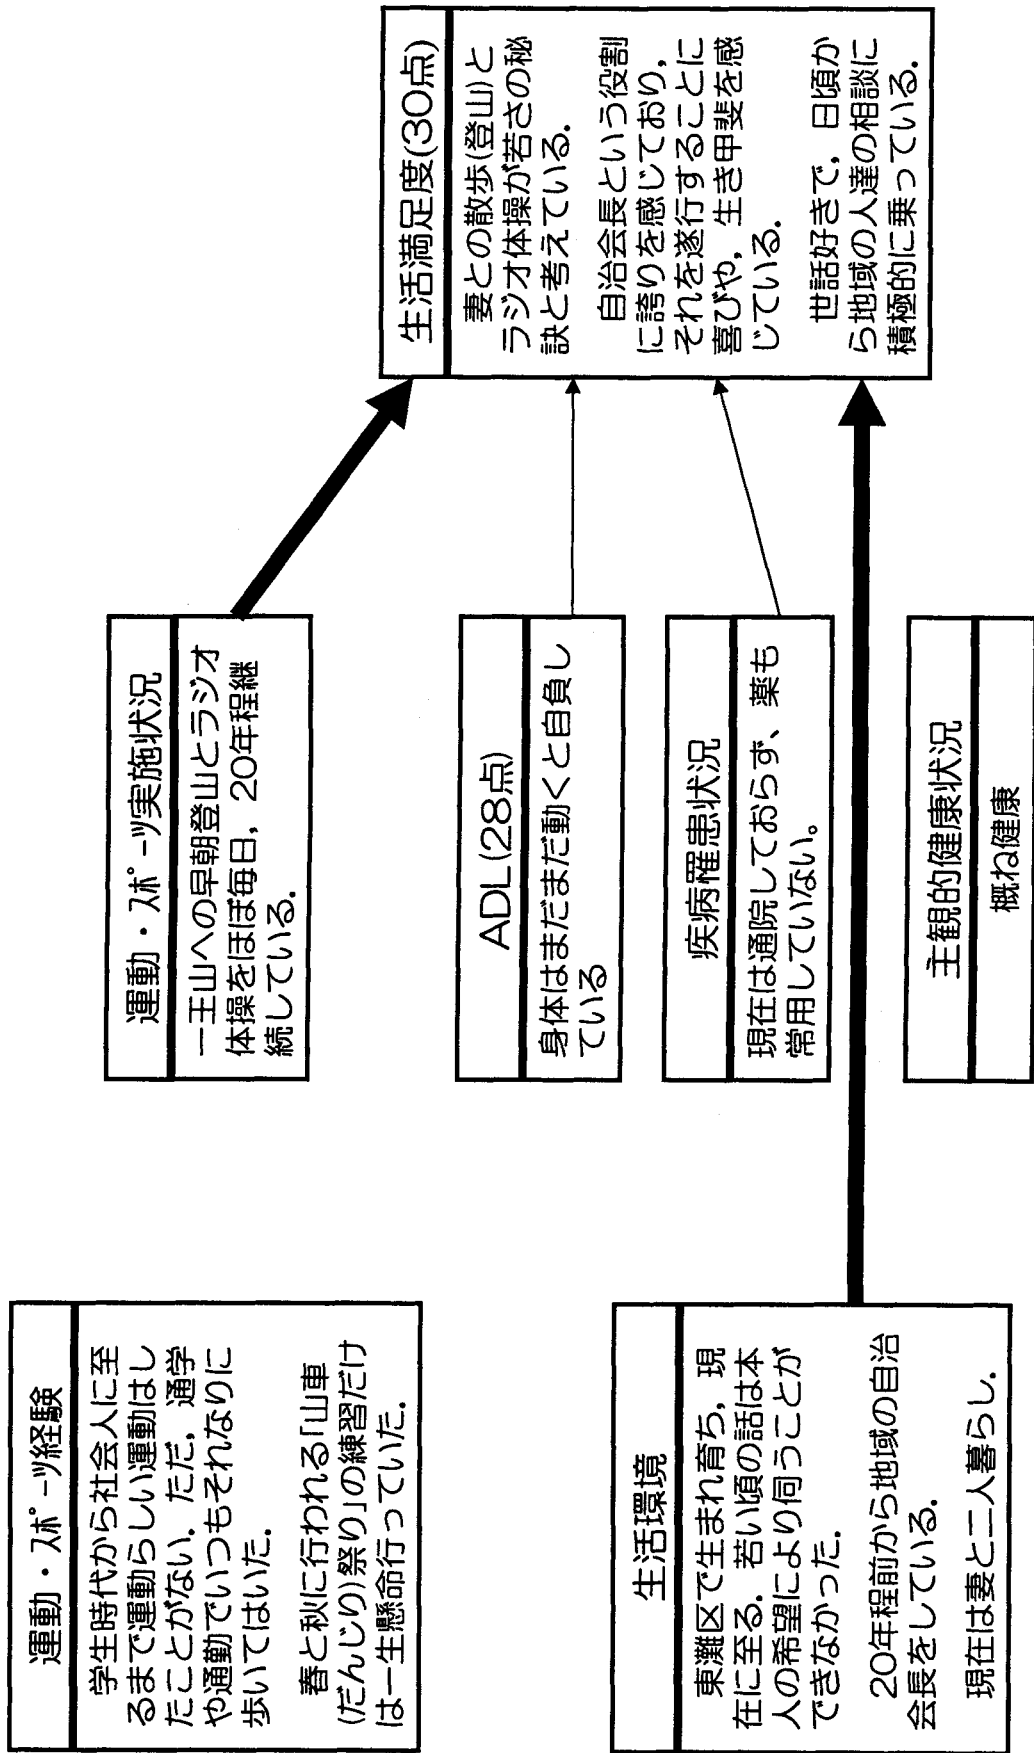 運動・スポーツ経験
学生時代から社会人に至
るまで運動らしい運動はし
たことがない．ただ，通学
や通勤でいつもそれなりに
歩いてはいた．
春と秋に行われる「山車
(だんじり)祭り」の練習だけ
は一生懸命行っていた．
生活環境
東灘区で生まれ育ち，現
在に至る．若い頃の話は本
人の希望により伺うことが
できなかった．
20年程前から地域の自治
会長をしている．
現在は妻と二人暮らし．
運動・スポーツ実施状況
一王山への早朝登山とラジオ
体操をほぼ毎日，20年程継
続している．
ADL(28点)
身体はまだまだ動くと自負し
ている
疾病罹患状況
現在は通院しておらず、薬も
常用していない。
主観的健康状況
概ね健康
生活満足度(30点)
妻との散歩(登山)と
ラジオ体操が若さの秘
訣と考えている．
自治会長という役割
に誇りを感じており，
それを遂行することに
喜びや，生き甲斐を感
じている．
世話好きで，日頃か
ら地域の人達の相談に
積極的に乗っている．